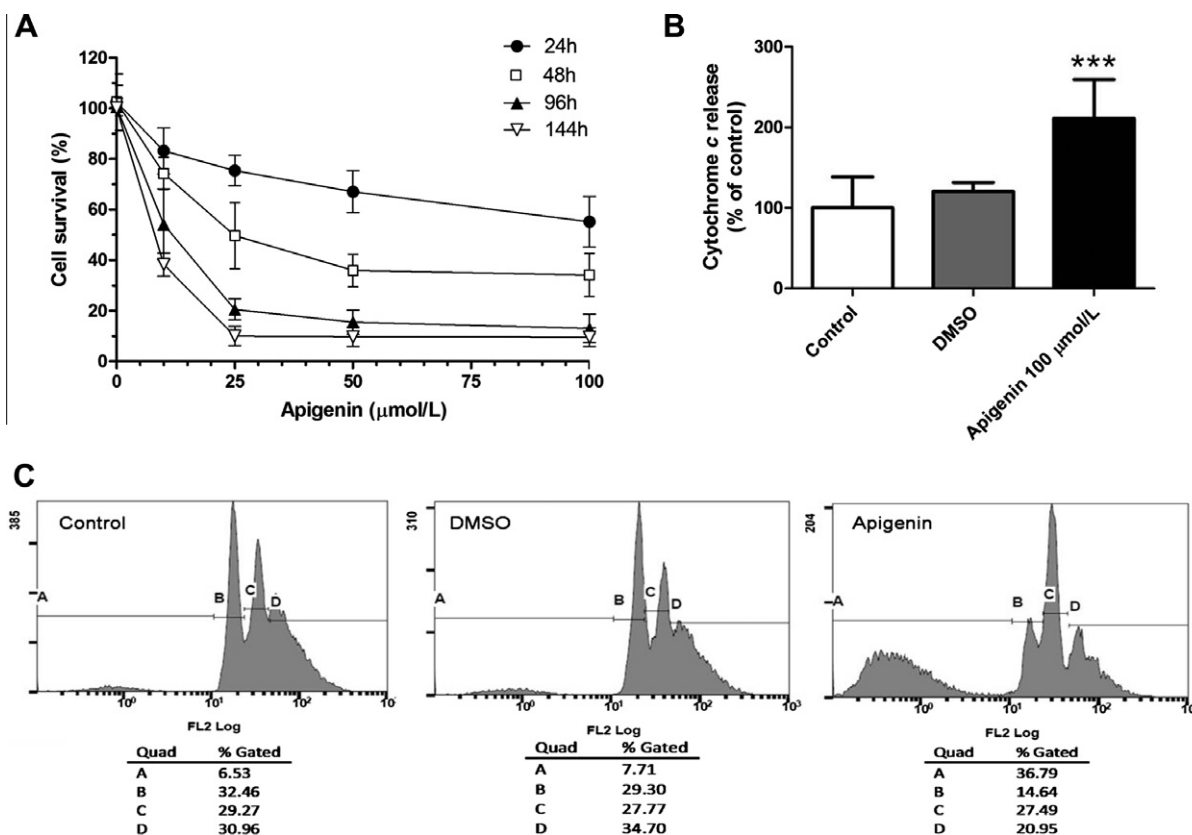 A
120
100
80
60
40
20
0
Cell survival (%)
24h
48h
96h
144h
0 25 50 75 100
Apigenin (μmol/L)
B
300
200
100
0
Cytochrome c release
(% of control)
***
Control
DMSO
Apigenin 100 μmol/L
C
385
Control
A
B
C
D
10⁰ 10¹ 10² 10
FL2 Log
Quad % Gated
A 6.53
B 32.46
C 29.27
D 30.96
310
DMSO
A
B
C
D
10⁰ 10¹ 10² 10³
FL2 Log
Quad % Gated
A 7.71
B 29.30
C 27.77
D 34.70
204
Apigenin
A
B
C
D
10⁰ 10¹ 10² 10
FL2 Log
Quad % Gated
A 36.79
B 14.64
C 27.49
D 20.95